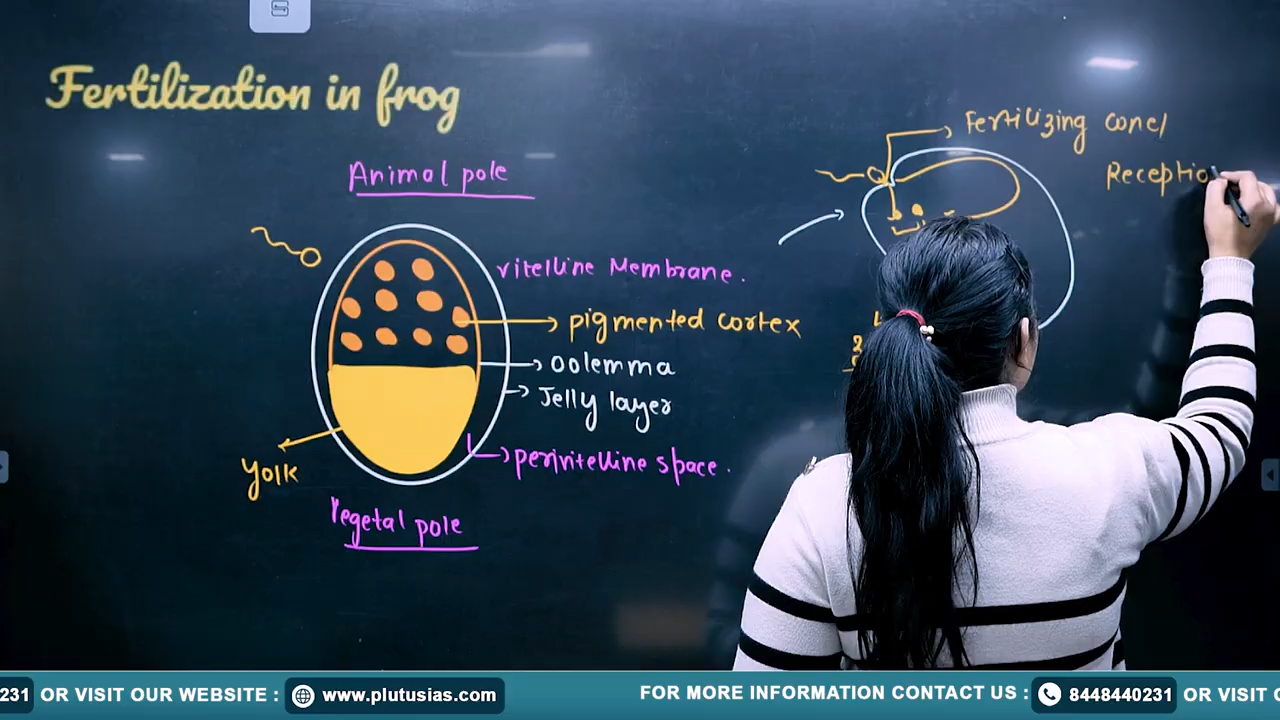 Fertilization in frog
Animal pole
vitelline Membrane.
pigmented cortex
Oolemma
Jelly layer
perivitelline space.
Yolk
Vegetal pole
Fertilizing cone/
Receptio
231 OR VISIT OUR WEBSITE : www.plutusias.com FOR MORE INFORMATION CONTACT US : 8448440231 OR VISIT